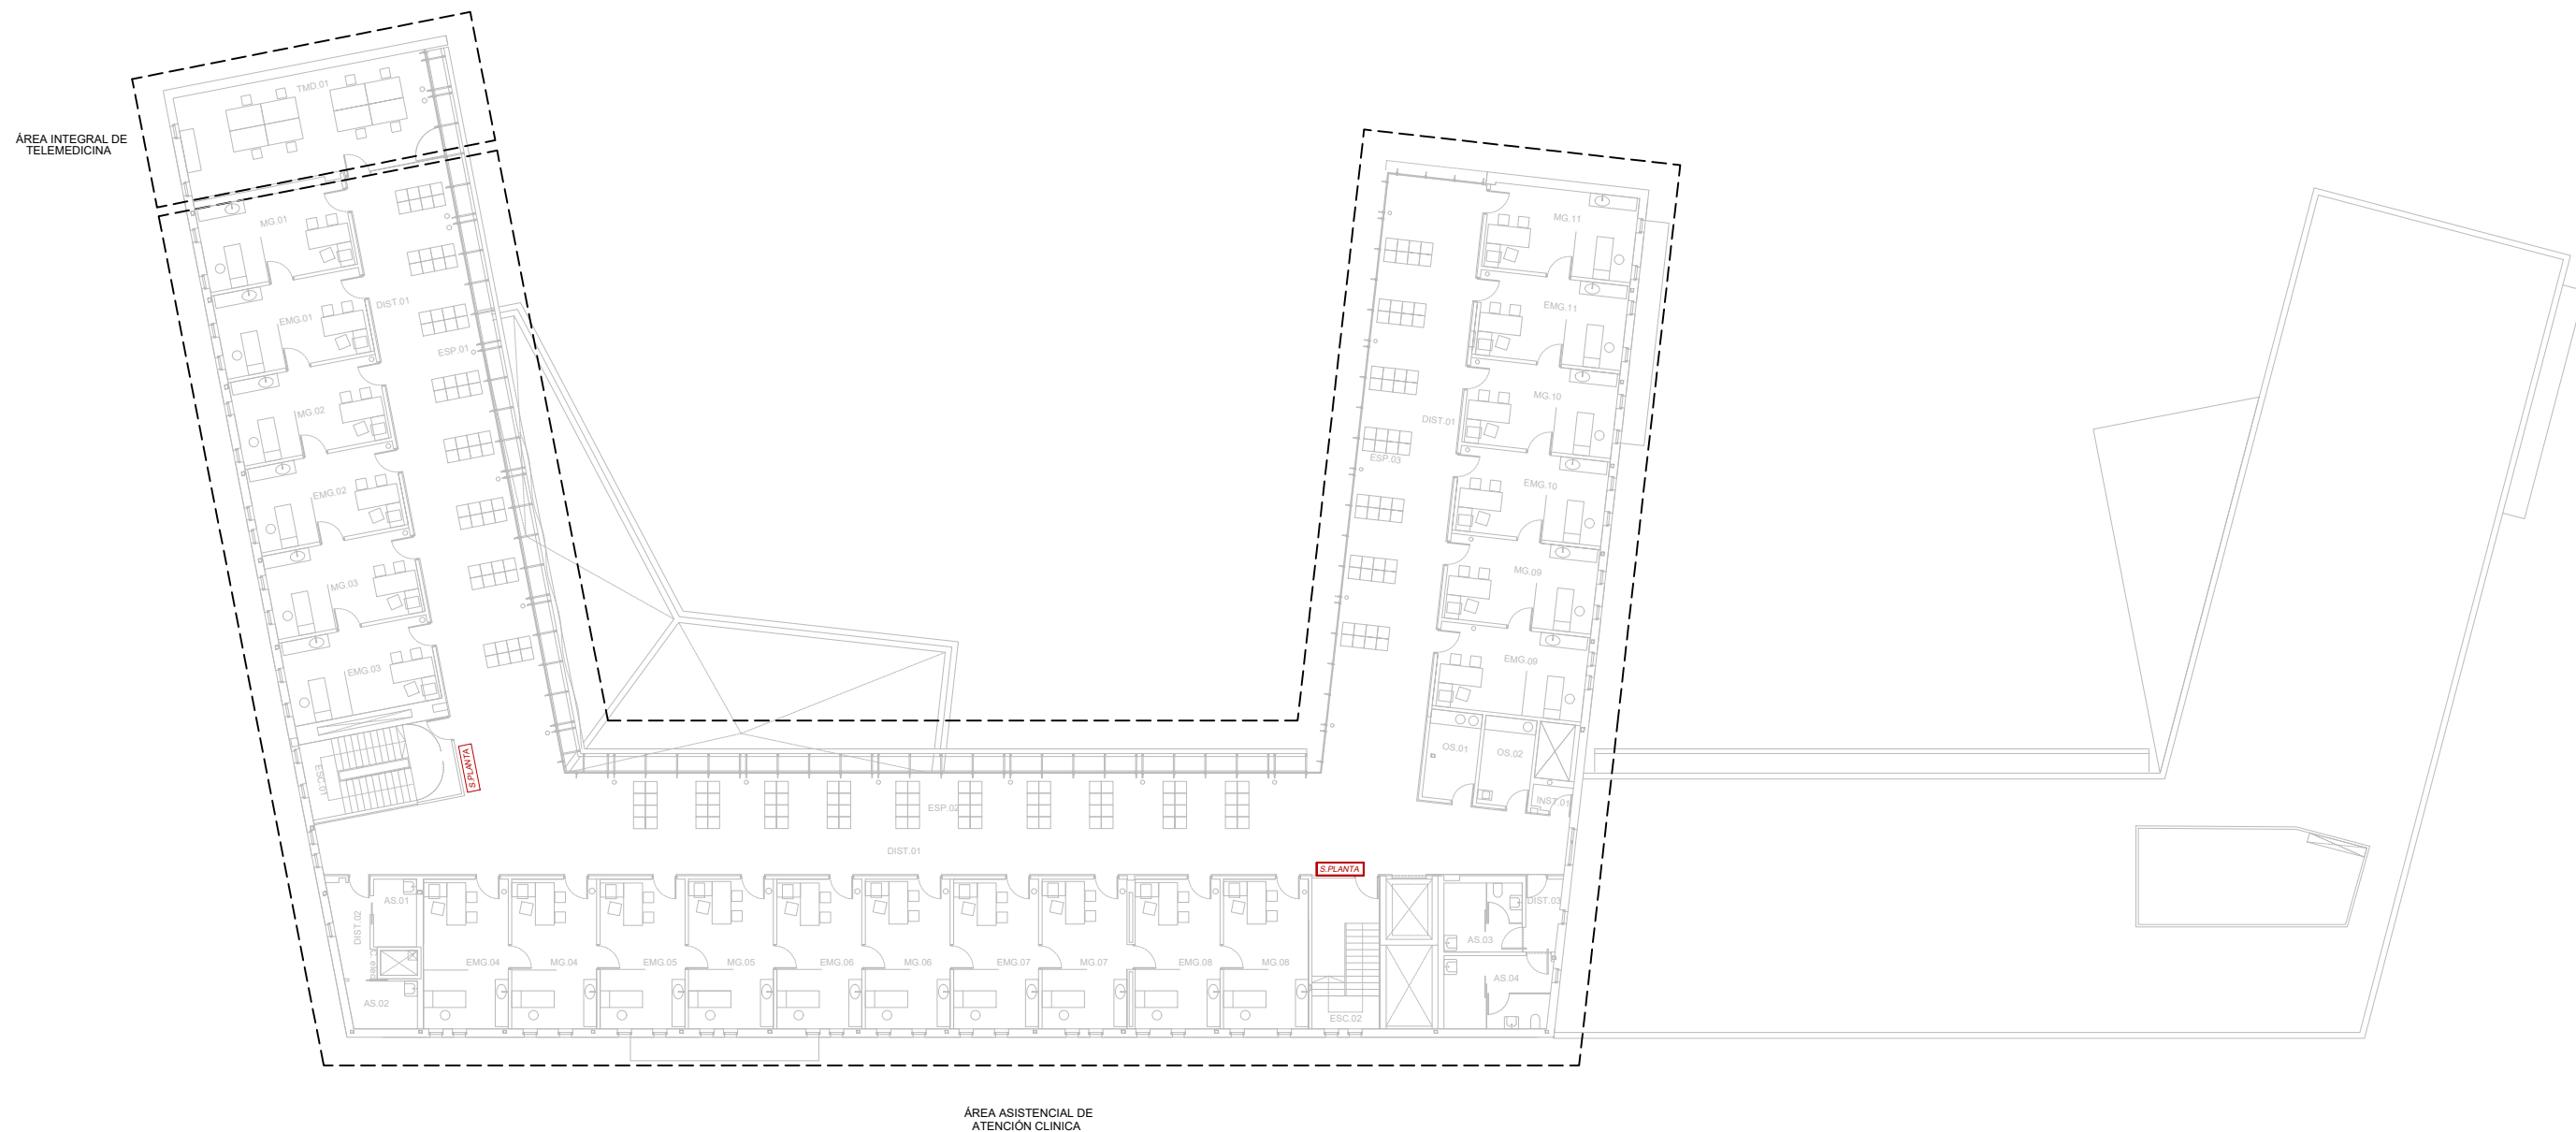 TMD.01
ÁREA INTEGRAL DE
TELEMEDICINA
MG.01
DIST.01
EMG.01
ESP.01
MG.02
EMG.02
MG.03
EMG.03
ESC.01
S.PLANTA
MG.11
EMG.11
MG.10
DIST.01
ESP.03
EMG.10
MG.09
EMG.09
OS.01
OS.02
INST.01
ESP.02
DIST.01
S.PLANTA
AS.01
DIST.02
AS.02
EMG.04
MG.04
EMG.05
MG.05
EMG.06
MG.06
EMG.07
MG.07
EMG.08
MG.08
ESC.02
AS.03
DIST.03
AS.04
ÁREA ASISTENCIAL DE
ATENCIÓN CLINICA